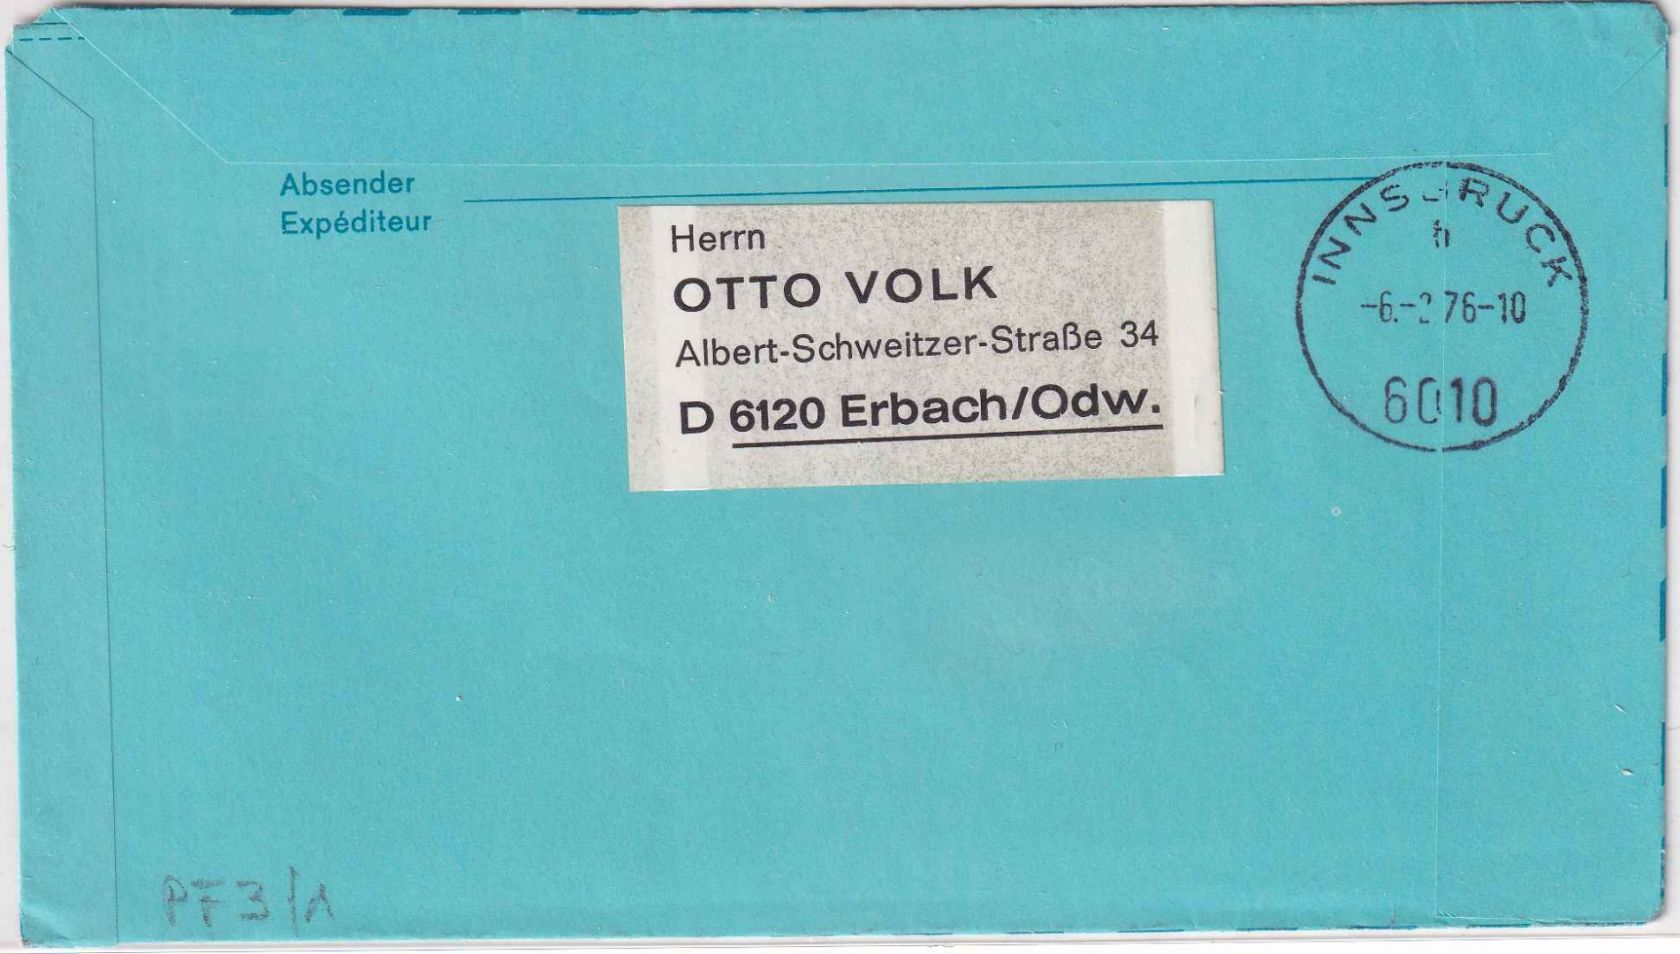 Absender
Expéditeur
Herrn
OTTO VOLK
Albert-Schweitzer-Straße 34
D 6120 Erbach/Odw.
INNSBRUCK
h
-6.-2.76-10
6010
PF3/1